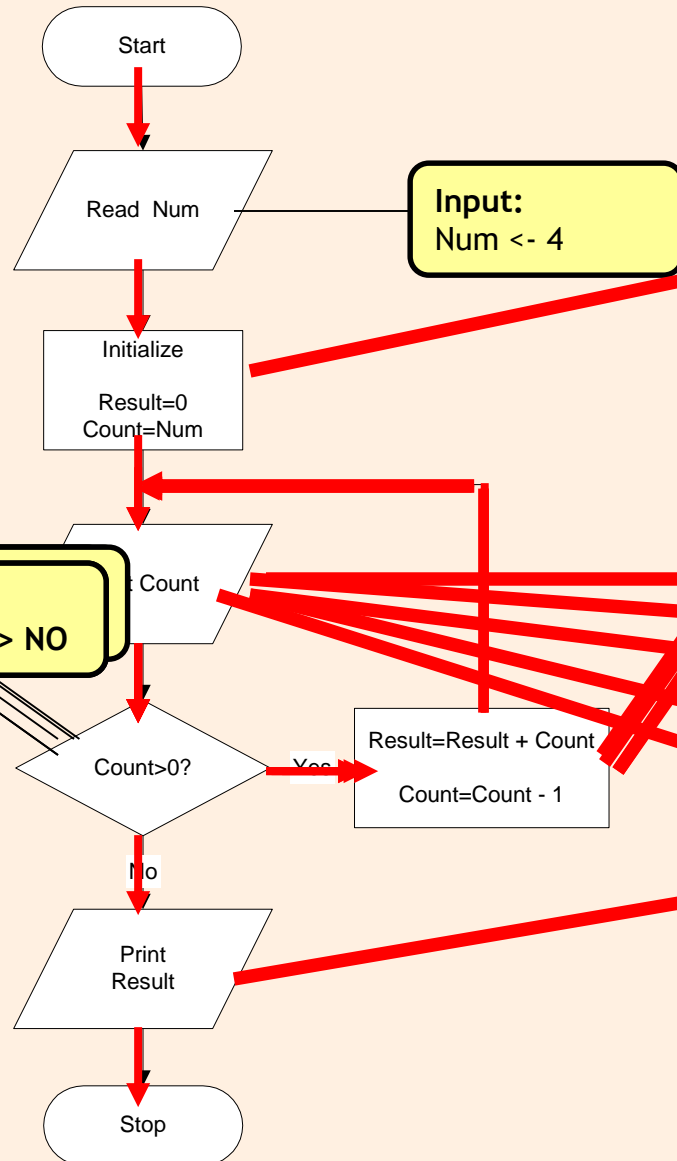 Start
Read Num
Input:
Num <- 4
Initialize
Result=0
Count=Num
Count
> NO
Count>0?
Yes
Result=Result + Count
Count=Count - 1
No
Print
Result
Stop